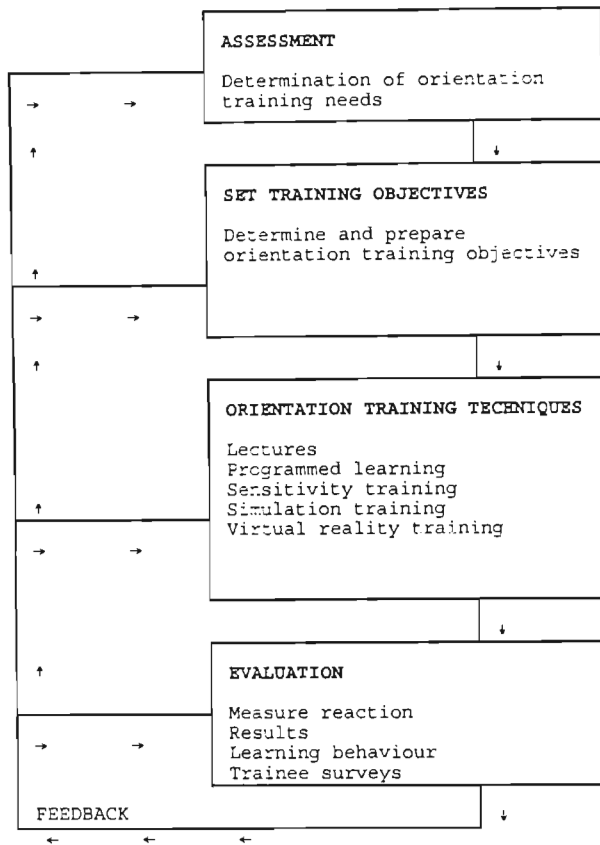 ASSESSMENT
Determination of orientation
training needs
SET TRAINING OBJECTIVES
Determine and prepare
orientation training objectives
ORIENTATION TRAINING TECHNIQUES
Lectures
Programmed learning
Sensitivity training
Simulation training
Virtual reality training
EVALUATION
Measure reaction
Results
Learning behaviour
Trainee surveys
FEEDBACK